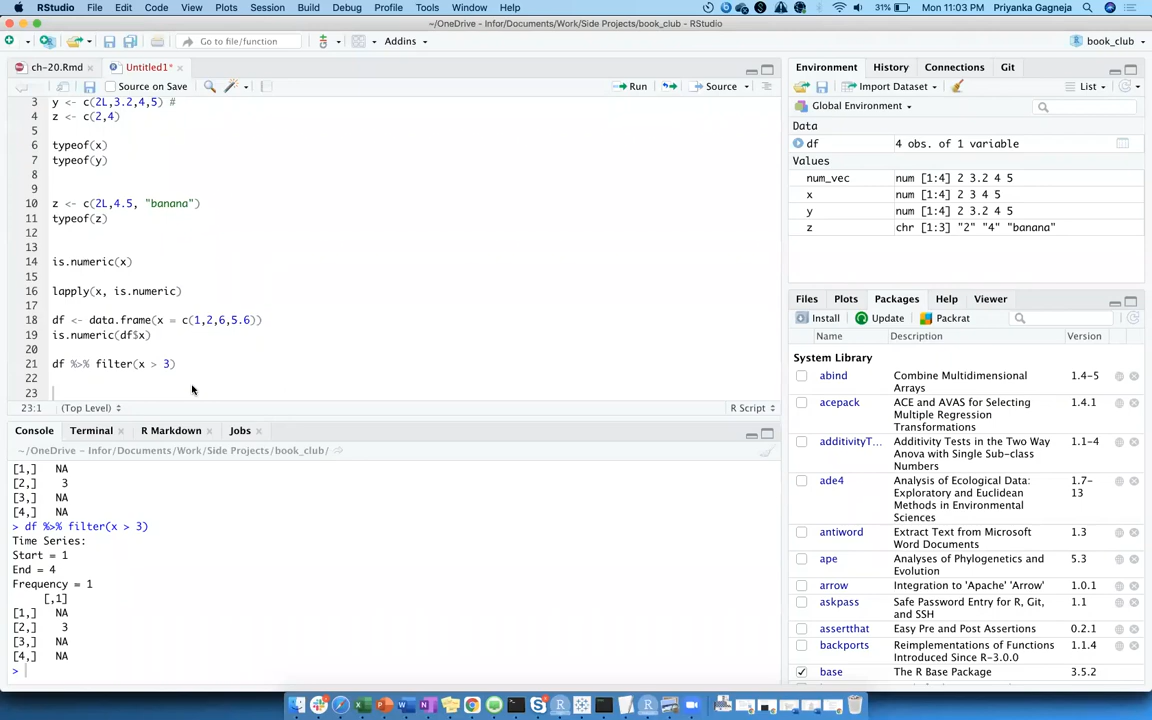 RStudio File Edit Code View Plots Session Build Debug Profile Tools Window Help 31% Mon 11:03 PM Priyanka Gagneja
~/OneDrive - Infor/Documents/Work/Side Projects/book_club - RStudio
Go to file/function Addins book_club
ch-20.Rmd Untitled1*
Source on Save Run Source
3 y <- c(2L,3.2,4,5) #
4 z <- c(2,4)
5
6 typeof(x)
7 typeof(y)
8
9
10 z <- c(2L,4.5, "banana")
11 typeof(z)
12
13
14 is.numeric(x)
15
16 lapply(x, is.numeric)
17
18 df <- data.frame(x = c(1,2,6,5.6))
19 is.numeric(df$x)
20
21 df %>% filter(x > 3)
22
23
23:1 (Top Level) R Script
Console Terminal R Markdown Jobs
~/OneDrive - Infor/Documents/Work/Side Projects/book_club/
[1,] NA
[2,] 3
[3,] NA
[4,] NA
> df %>% filter(x > 3)
Time Series:
Start = 1
End = 4
Frequency = 1
[,1]
[1,] NA
[2,] 3
[3,] NA
[4,] NA
>
Environment History Connections Git
Import Dataset List
Global Environment
Data
df 4 obs. of 1 variable
Values
num_vec num [1:4] 2 3.2 4 5
x num [1:4] 2 3 4 5
y num [1:4] 2 3.2 4 5
z chr [1:3] "2" "4" "banana"
Files Plots Packages Help Viewer
Install Update Packrat
Name Description Version
System Library
abind Combine Multidimensional 1.4-5
Arrays
acepack ACE and AVAS for Selecting 1.4.1
Multiple Regression
Transformations
additivityT... Additivity Tests in the Two Way 1.1-4
Anova with Single Sub-class
Numbers
ade4 Analysis of Ecological Data: 1.7-
Exploratory and Euclidean 13
Methods in Environmental
Sciences
antiword Extract Text from Microsoft 1.3
Word Documents
ape Analyses of Phylogenetics and 5.3
Evolution
arrow Integration to 'Apache' 'Arrow' 1.0.1
askpass Safe Password Entry for R, Git, 1.1
and SSH
assertthat Easy Pre and Post Assertions 0.2.1
backports Reimplementations of Functions 1.1.4
Introduced Since R-3.0.0
base The R Base Package 3.5.2